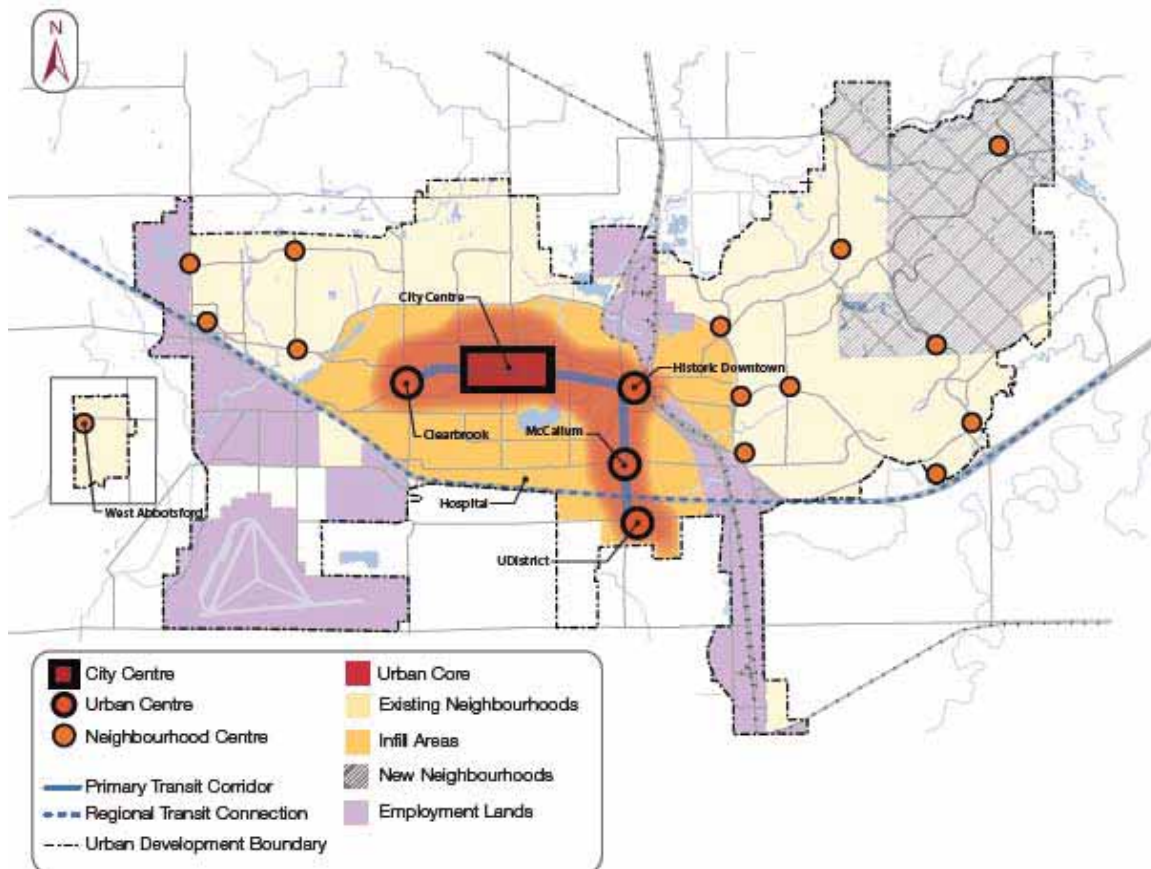 N
City Centre
Historic Downtown
Clearbrook
McCallum
West Abbotsford
Hospital
UDistrict
City Centre
Urban Centre
Neighbourhood Centre
Primary Transit Corridor
Regional Transit Connection
Urban Development Boundary
Urban Core
Existing Neighbourhoods
Infill Areas
New Neighbourhoods
Employment Lands